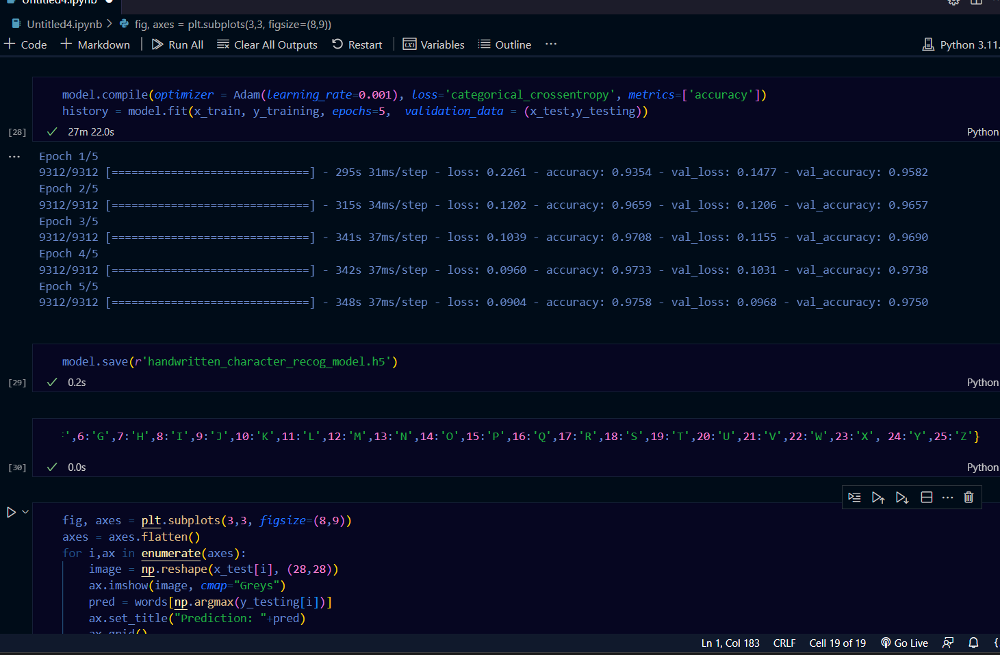 Untitled4.ipynb
Untitled4.ipynb > fig, axes = plt.subplots(3,3, figsize=(8,9))
+ Code + Markdown | Run All Clear All Outputs Restart | Variables Outline ... Python 3.11.
model.compile(optimizer = Adam(learning_rate=0.001), loss='categorical_crossentropy', metrics=['accuracy'])
history = model.fit(x_train, y_training, epochs=5,  validation_data = (x_test,y_testing))
[28] 27m 22.0s Python
... Epoch 1/5
9312/9312 [==============================] - 295s 31ms/step - loss: 0.2261 - accuracy: 0.9354 - val_loss: 0.1477 - val_accuracy: 0.9582
Epoch 2/5
9312/9312 [==============================] - 315s 34ms/step - loss: 0.1202 - accuracy: 0.9659 - val_loss: 0.1206 - val_accuracy: 0.9657
Epoch 3/5
9312/9312 [==============================] - 341s 37ms/step - loss: 0.1039 - accuracy: 0.9708 - val_loss: 0.1155 - val_accuracy: 0.9690
Epoch 4/5
9312/9312 [==============================] - 342s 37ms/step - loss: 0.0960 - accuracy: 0.9733 - val_loss: 0.1031 - val_accuracy: 0.9738
Epoch 5/5
9312/9312 [==============================] - 348s 37ms/step - loss: 0.0904 - accuracy: 0.9758 - val_loss: 0.0968 - val_accuracy: 0.9750
model.save(r'handwritten_character_recog_model.h5')
[29] 0.2s Python
',6:'G',7:'H',8:'I',9:'J',10:'K',11:'L',12:'M',13:'N',14:'O',15:'P',16:'Q',17:'R',18:'S',19:'T',20:'U',21:'V',22:'W',23:'X', 24:'Y',25:'Z'}
[30] 0.0s Python
fig, axes = plt.subplots(3,3, figsize=(8,9))
axes = axes.flatten()
for i,ax in enumerate(axes):
    image = np.reshape(x_test[i], (28,28))
    ax.imshow(image, cmap="Greys")
    pred = words[np.argmax(y_testing[i])]
    ax.set_title("Prediction: "+pred)
    ax.grid()
Ln 1, Col 183 CRLF Cell 19 of 19 Go Live {